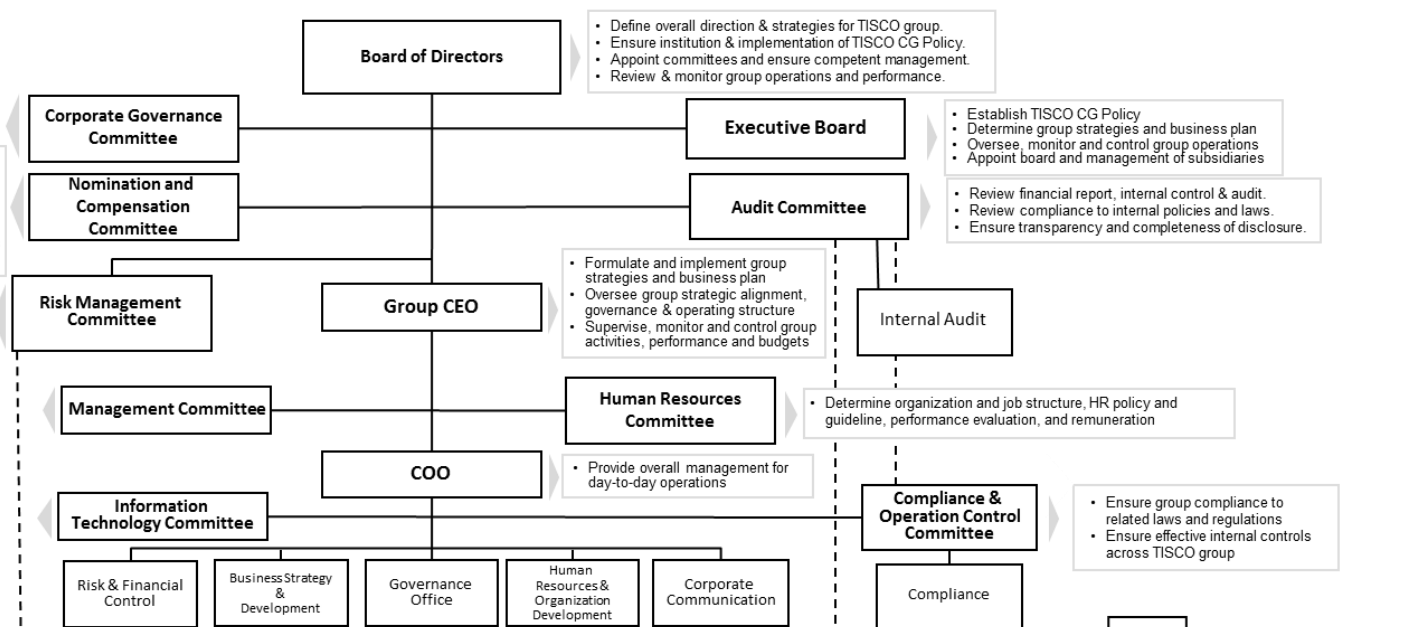 Board of Directors
• Define overall direction & strategies for TISCO group.
• Ensure institution & implementation of TISCO CG Policy.
• Appoint committees and ensure competent management.
• Review & monitor group operations and performance.
Corporate Governance
Committee
Executive Board
• Establish TISCO CG Policy
• Determine group strategies and business plan
• Oversee, monitor and control group operations
• Appoint board and management of subsidiaries
Nomination and
Compensation
Committee
Audit Committee
• Review financial report, internal control & audit.
• Review compliance to internal policies and laws.
• Ensure transparency and completeness of disclosure.
Risk Management
Committee
Group CEO
• Formulate and implement group
strategies and business plan
• Oversee group strategic alignment,
governance & operating structure
• Supervise, monitor and control group
activities, performance and budgets
Internal Audit
Management Committee
Human Resources
Committee
• Determine organization and job structure, HR policy and
guideline, performance evaluation, and remuneration
COO
• Provide overall management for
day-to-day operations
Information
Technology Committee
Compliance &
Operation Control
Committee
• Ensure group compliance to
related laws and regulations
• Ensure effective internal controls
across TISCO group
Risk & Financial
Control
Business Strategy
&
Development
Governance
Office
Human
Resources &
Organization
Development
Corporate
Communication
Compliance